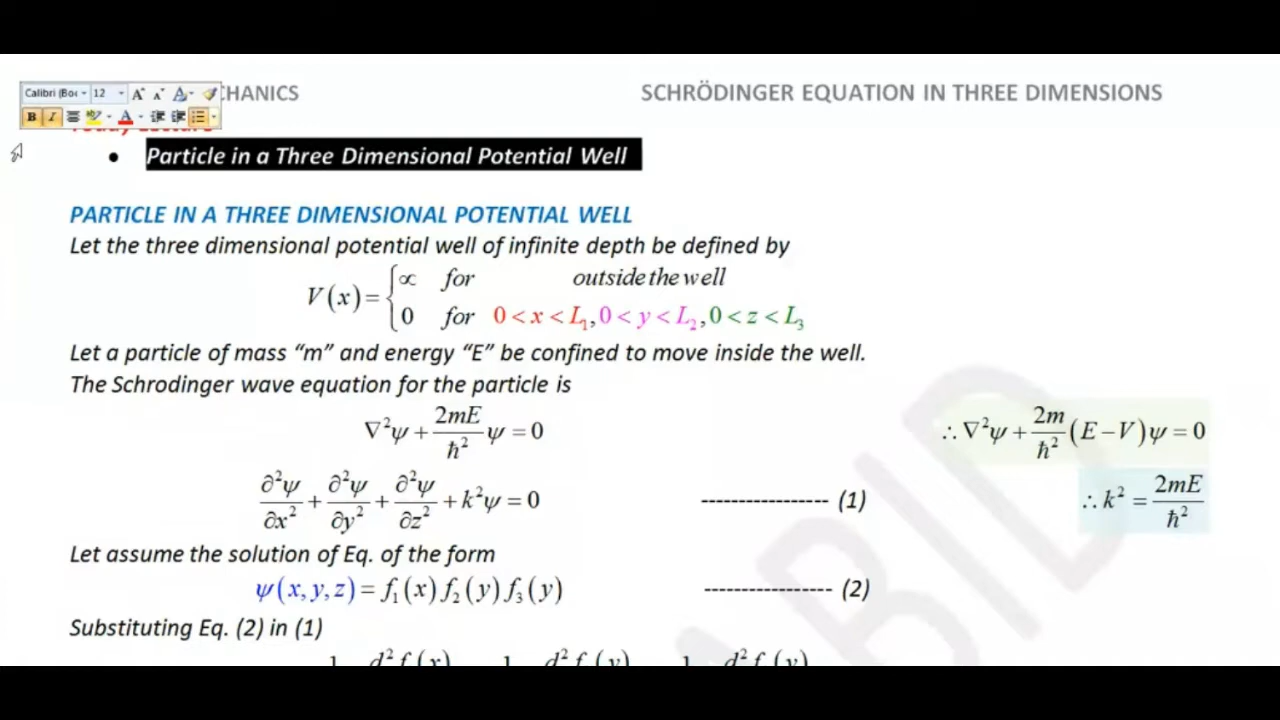 Calibri (Boc 12
CHANICS SCHRÖDINGER EQUATION IN THREE DIMENSIONS
• Particle in a Three Dimensional Potential Well
PARTICLE IN A THREE DIMENSIONAL POTENTIAL WELL
Let the three dimensional potential well of infinite depth be defined by
V(x) = { ∝ for outside the well
0 for 0 < x < L₁, 0 < y < L₂, 0 < z < L₃
Let a particle of mass “m” and energy “E” be confined to move inside the well.
The Schrodinger wave equation for the particle is
∇²ψ + 2mE/ħ² ψ = 0 ∴ ∇²ψ + 2m/ħ² (E − V)ψ = 0
∂²ψ/∂x² + ∂²ψ/∂y² + ∂²ψ/∂z² + k²ψ = 0 ----------------- (1) ∴ k² = 2mE/ħ²
Let assume the solution of Eq. of the form
ψ(x, y, z) = f₁(x) f₂(y) f₃(y) ----------------- (2)
Substituting Eq. (2) in (1)